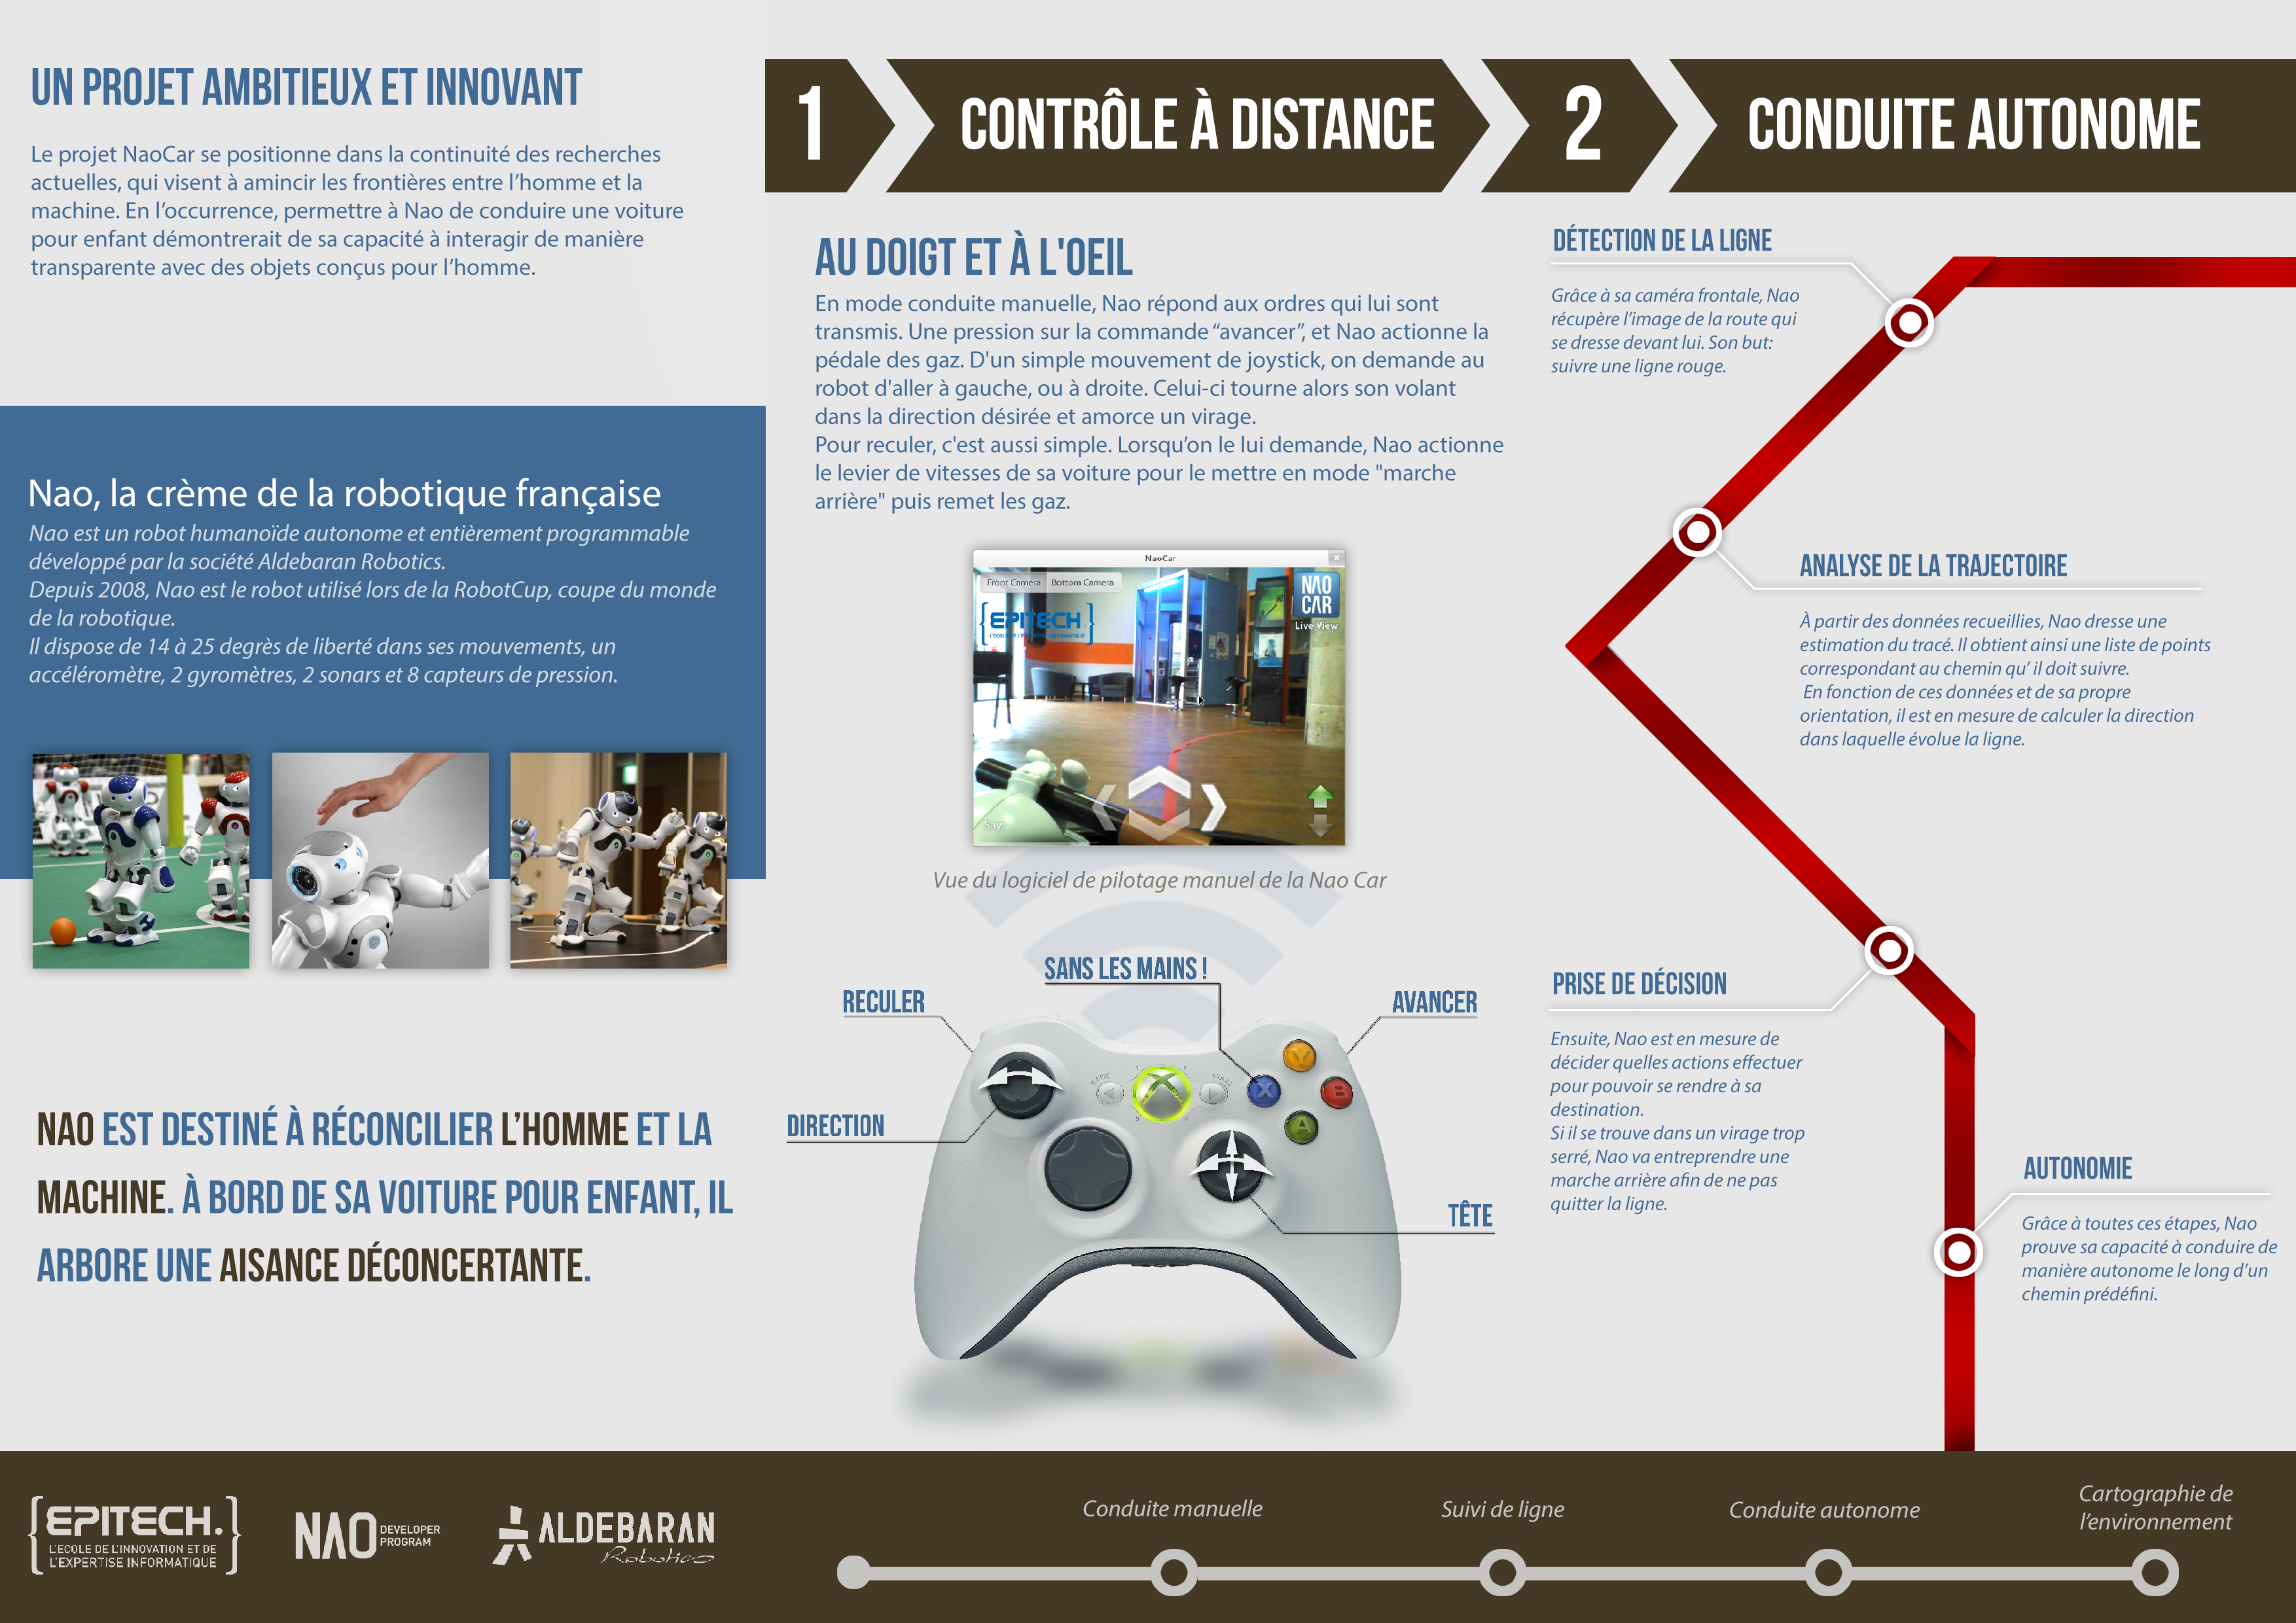 UN PROJET AMBITIEUX ET INNOVANT
Le projet NaoCar se positionne dans la continuité des recherches
actuelles, qui visent à amincir les frontières entre l’homme et la
machine. En l’occurrence, permettre à Nao de conduire une voiture
pour enfant démontrerait de sa capacité à interagir de manière
transparente avec des objets conçus pour l’homme.
Nao, la crème de la robotique française
Nao est un robot humanoïde autonome et entièrement programmable
développé par la société Aldebaran Robotics.
Depuis 2008, Nao est le robot utilisé lors de la RobotCup, coupe du monde
de la robotique.
Il dispose de 14 à 25 degrès de liberté dans ses mouvements, un
accéléromètre, 2 gyromètres, 2 sonars et 8 capteurs de pression.
NAO EST DESTINÉ À RÉCONCILIER L’HOMME ET LA
MACHINE. À BORD DE SA VOITURE POUR ENFANT, IL
ARBORE UNE AISANCE DÉCONCERTANTE.
1
CONTRÔLE À DISTANCE
AU DOIGT ET À L'OEIL
En mode conduite manuelle, Nao répond aux ordres qui lui sont
transmis. Une pression sur la commande “avancer”, et Nao actionne la
pédale des gaz. D'un simple mouvement de joystick, on demande au
robot d'aller à gauche, ou à droite. Celui-ci tourne alors son volant
dans la direction désirée et amorce un virage.
Pour reculer, c'est aussi simple. Lorsqu’on le lui demande, Nao actionne
le levier de vitesses de sa voiture pour le mettre en mode "marche
arrière" puis remet les gaz.
NaoCar
Front Camera Bottom Camera
NAO
CAR
Live View
{EPITECH.}
Say:
Vue du logiciel de pilotage manuel de la Nao Car
SANS LES MAINS !
RECULER
AVANCER
DIRECTION
TÊTE
BACK
START
Y
X
B
A
2
CONDUITE AUTONOME
DÉTECTION DE LA LIGNE
Grâce à sa caméra frontale, Nao
récupère l’image de la route qui
se dresse devant lui. Son but:
suivre une ligne rouge.
ANALYSE DE LA TRAJECTOIRE
À partir des données recueillies, Nao dresse une
estimation du tracé. Il obtient ainsi une liste de points
correspondant au chemin qu’ il doit suivre.
En fonction de ces données et de sa propre
orientation, il est en mesure de calculer la direction
dans laquelle évolue la ligne.
PRISE DE DÉCISION
Ensuite, Nao est en mesure de
décider quelles actions effectuer
pour pouvoir se rendre à sa
destination.
Si il se trouve dans un virage trop
serré, Nao va entreprendre une
marche arrière afin de ne pas
quitter la ligne.
AUTONOMIE
Grâce à toutes ces étapes, Nao
prouve sa capacité à conduire de
manière autonome le long d’un
chemin prédéfini.
{EPITECH.}
L'ECOLE DE L'INNOVATION ET DE
L'EXPERTISE INFORMATIQUE
NAO DEVELOPER
PROGRAM
ALDEBARAN
Robotics
Conduite manuelle
Suivi de ligne
Conduite autonome
Cartographie de
l’environnement